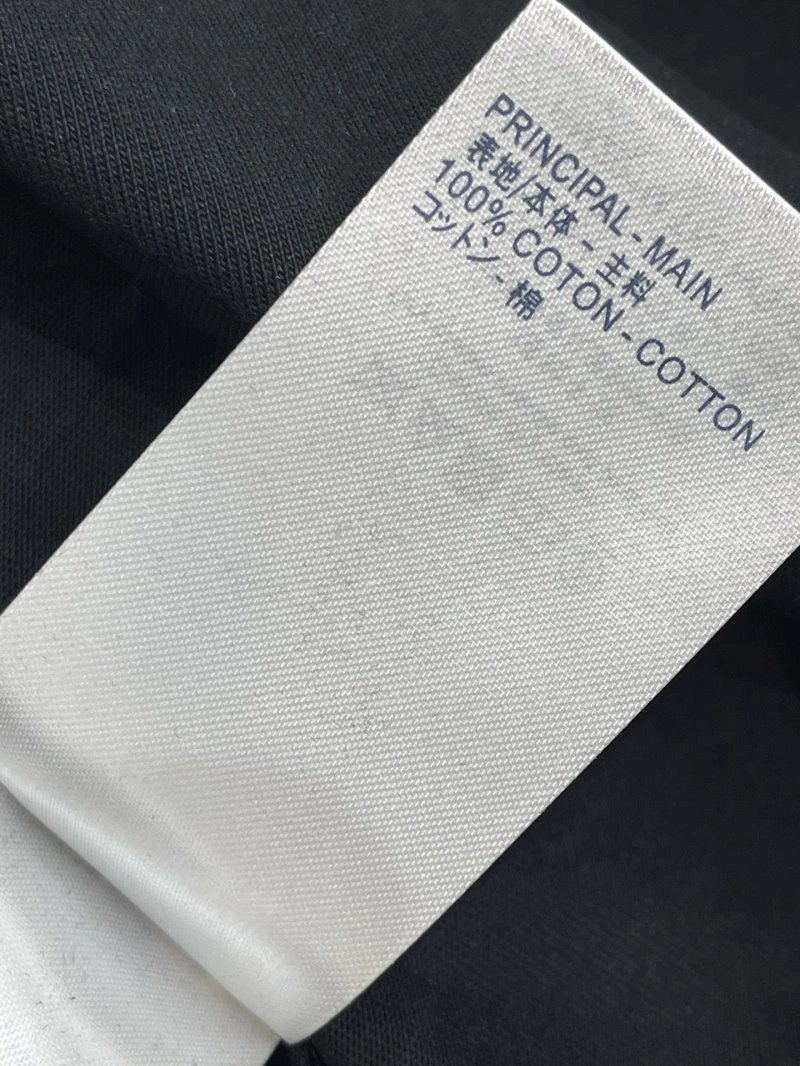 PRINCIPAL - MAIN
表地/本体 - 主料
100% COTON - COTTON
コットン - 棉